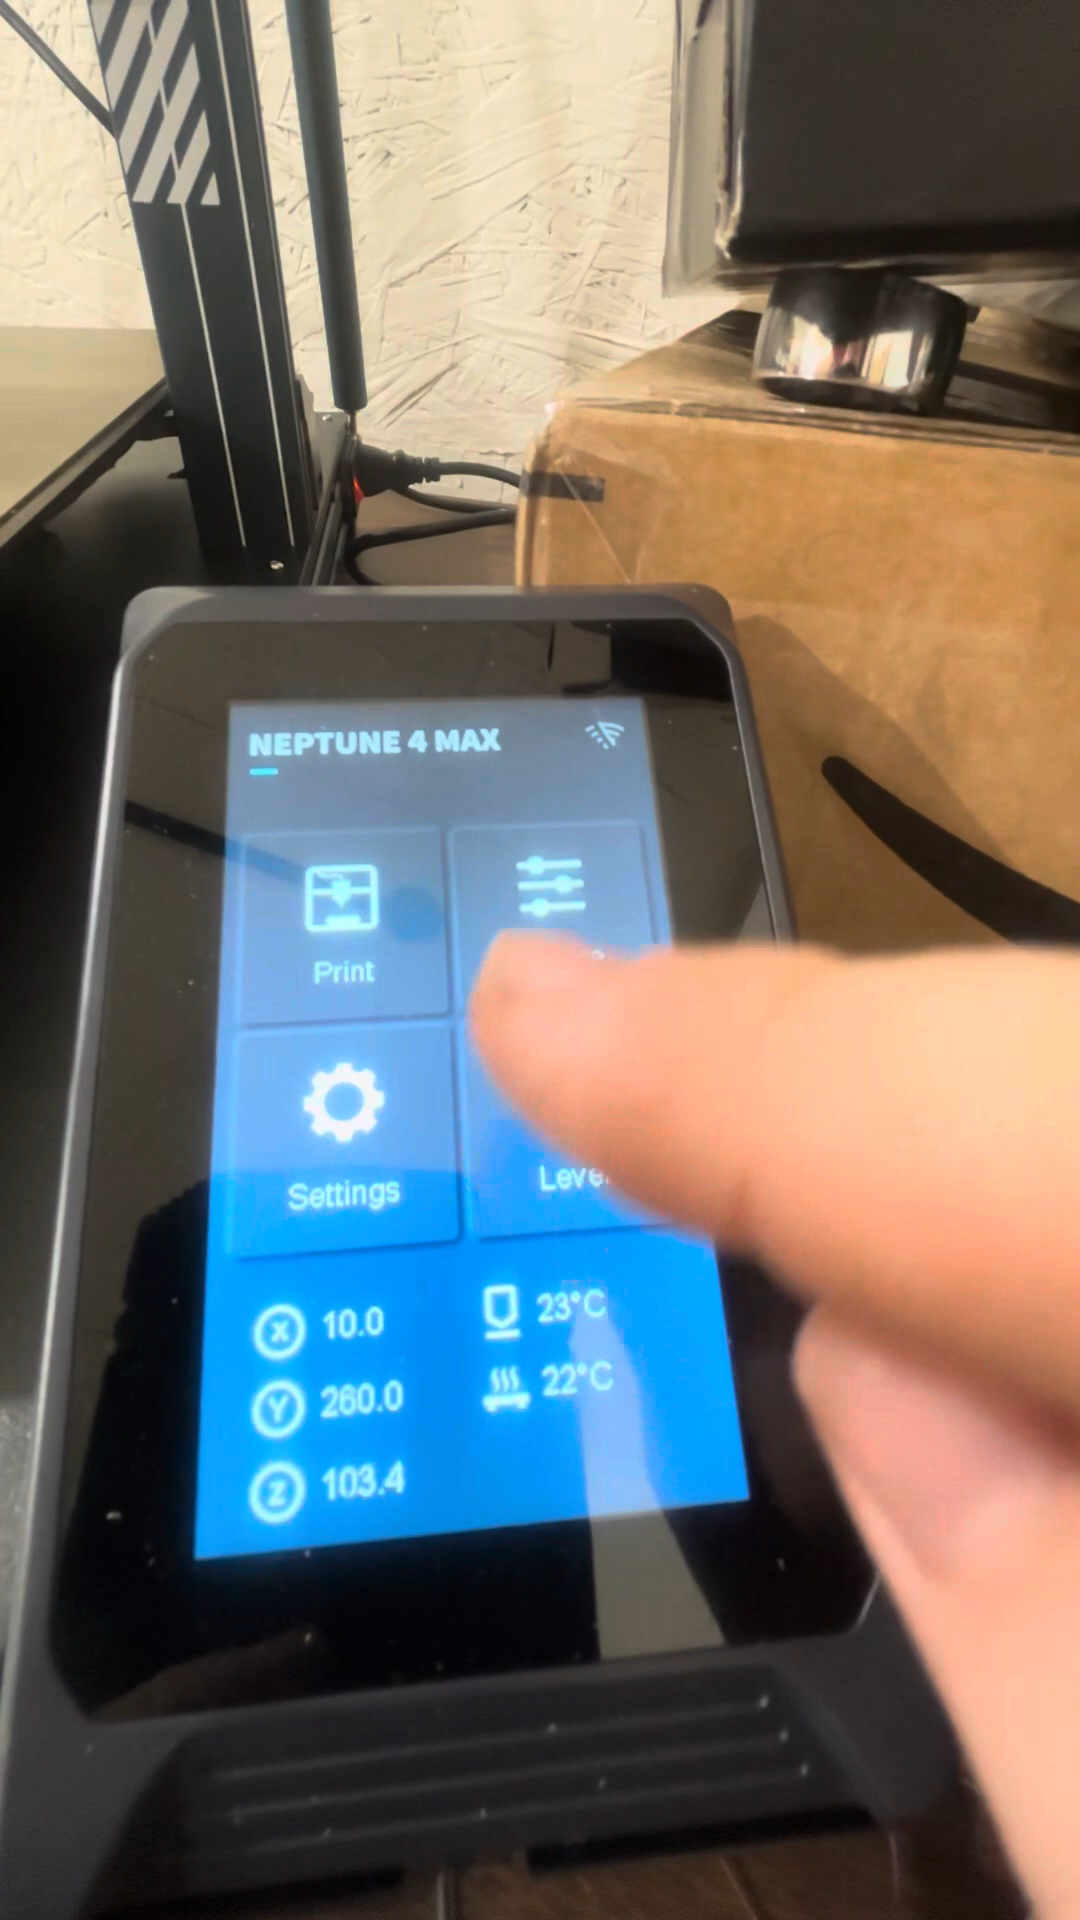 NEPTUNE 4 MAX
Print
Settings
X 10.0
23°C
Y 260.0
22°C
Z 103.4